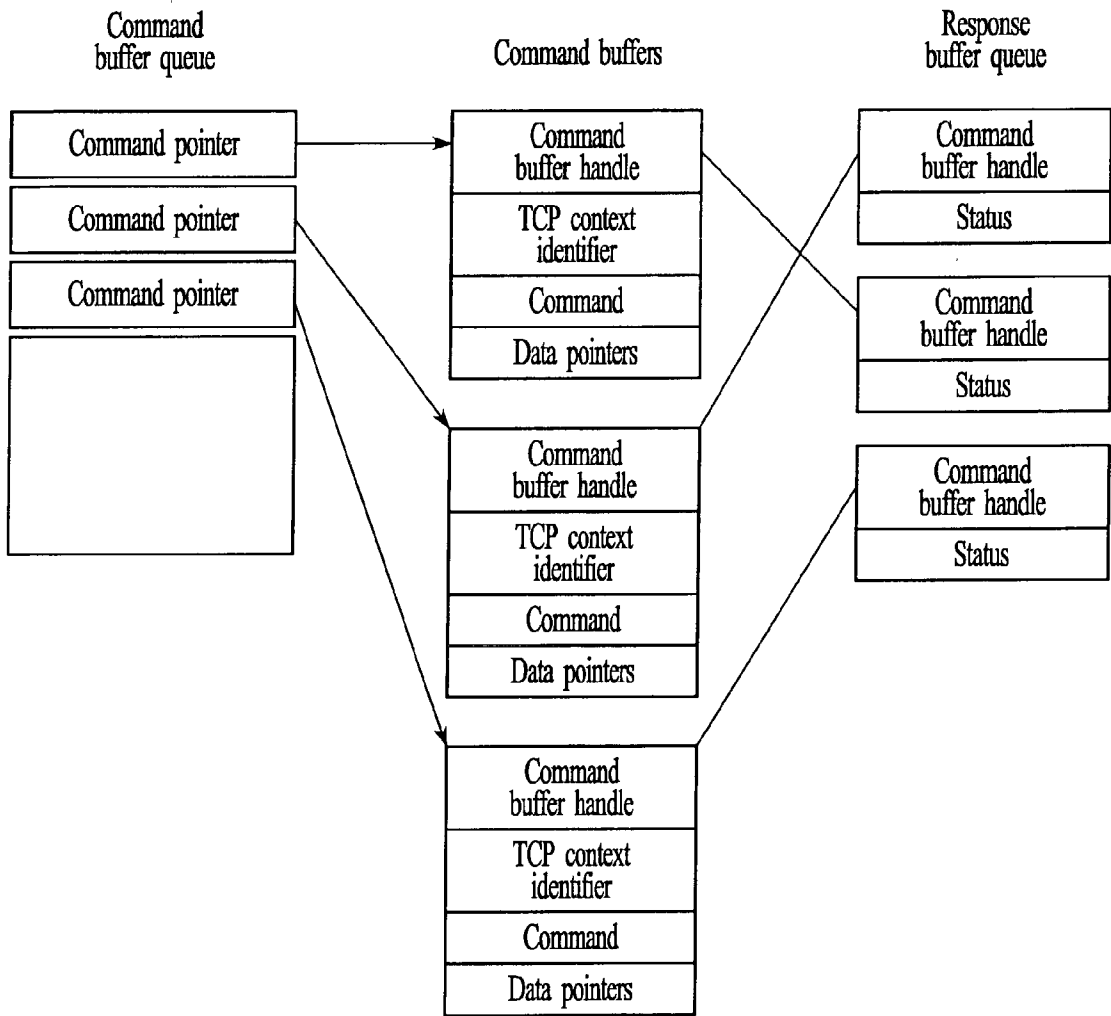 Command
buffer queue
Command pointer
Command pointer
Command pointer
Command buffers
Command
buffer handle
TCP context
identifier
Command
Data pointers
Command
buffer handle
TCP context
identifier
Command
Data pointers
Command
buffer handle
TCP context
identifier
Command
Data pointers
Response
buffer queue
Command
buffer handle
Status
Command
buffer handle
Status
Command
buffer handle
Status